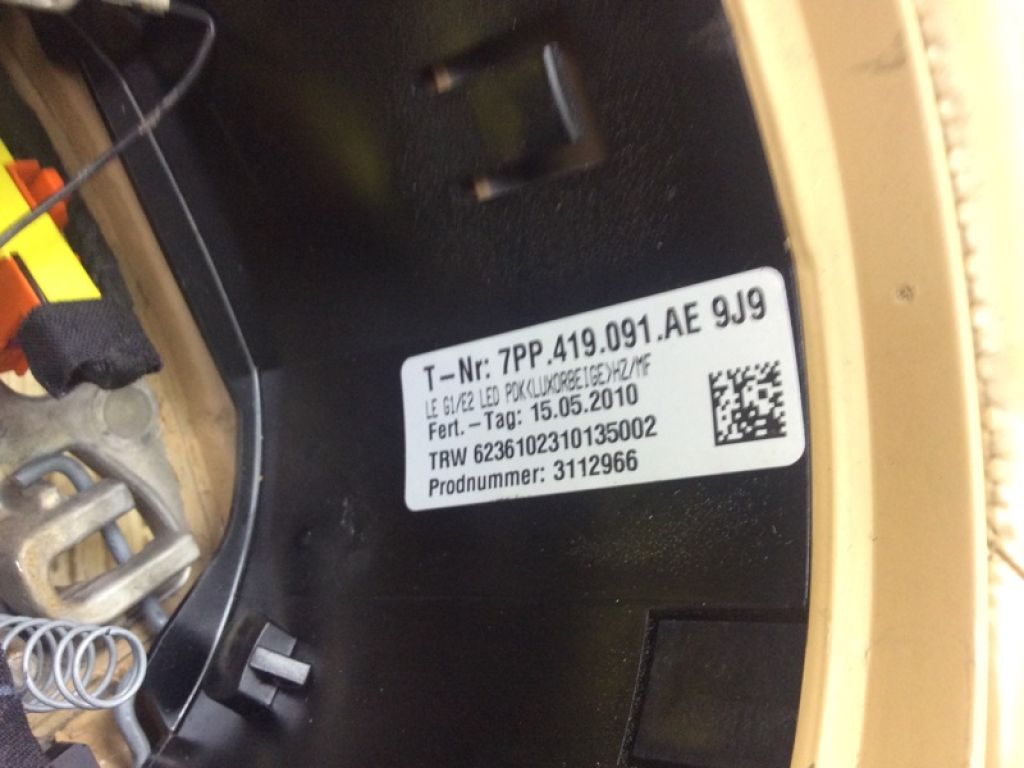 T-Nr: 7PP.419.091.AE 9J9
LE G1/E2 LED PDK<LUXORBEIGE>HZ/MF
Fert.-Tag: 15.05.2010
TRW 6236102310135002
Prodnummer: 3112966